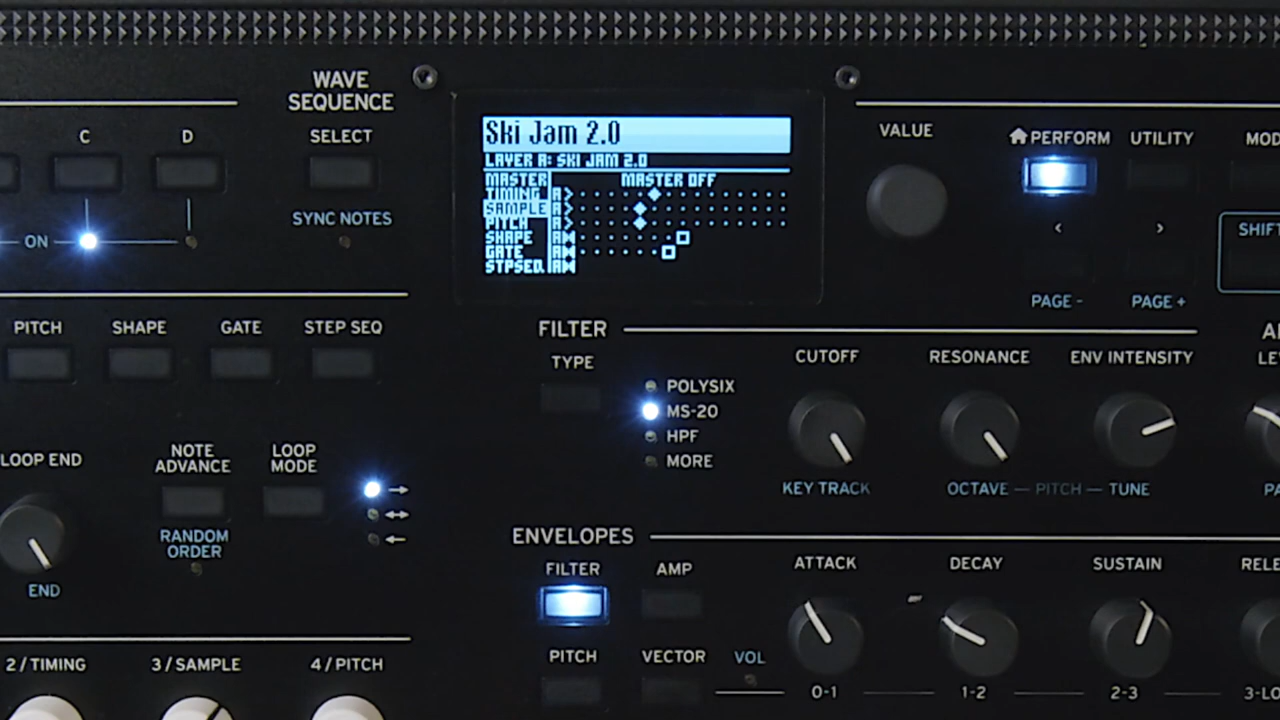 WAVE
SEQUENCE
C
D
SELECT
ON
SYNC NOTES
Ski Jam 2.0
LAYER A: SKI JAM 2.0
MASTER
MASTER OFF
TIMING A
SAMPLE A
PITCH A
SHAPE A
GATE A
STPSEQ A
VALUE
PERFORM
UTILITY
<
>
SHIFT
PAGE -
PAGE +
PITCH
SHAPE
GATE
STEP SEQ
FILTER
TYPE
POLYSIX
MS-20
HPF
MORE
CUTOFF
RESONANCE
ENV INTENSITY
KEY TRACK
OCTAVE — PITCH — TUNE
LOOP END
NOTE
ADVANCE
LOOP
MODE
RANDOM
ORDER
END
ENVELOPES
FILTER
AMP
ATTACK
DECAY
SUSTAIN
PITCH
VECTOR
VOL
0-1
1-2
2-3
2/TIMING
3/SAMPLE
4/PITCH